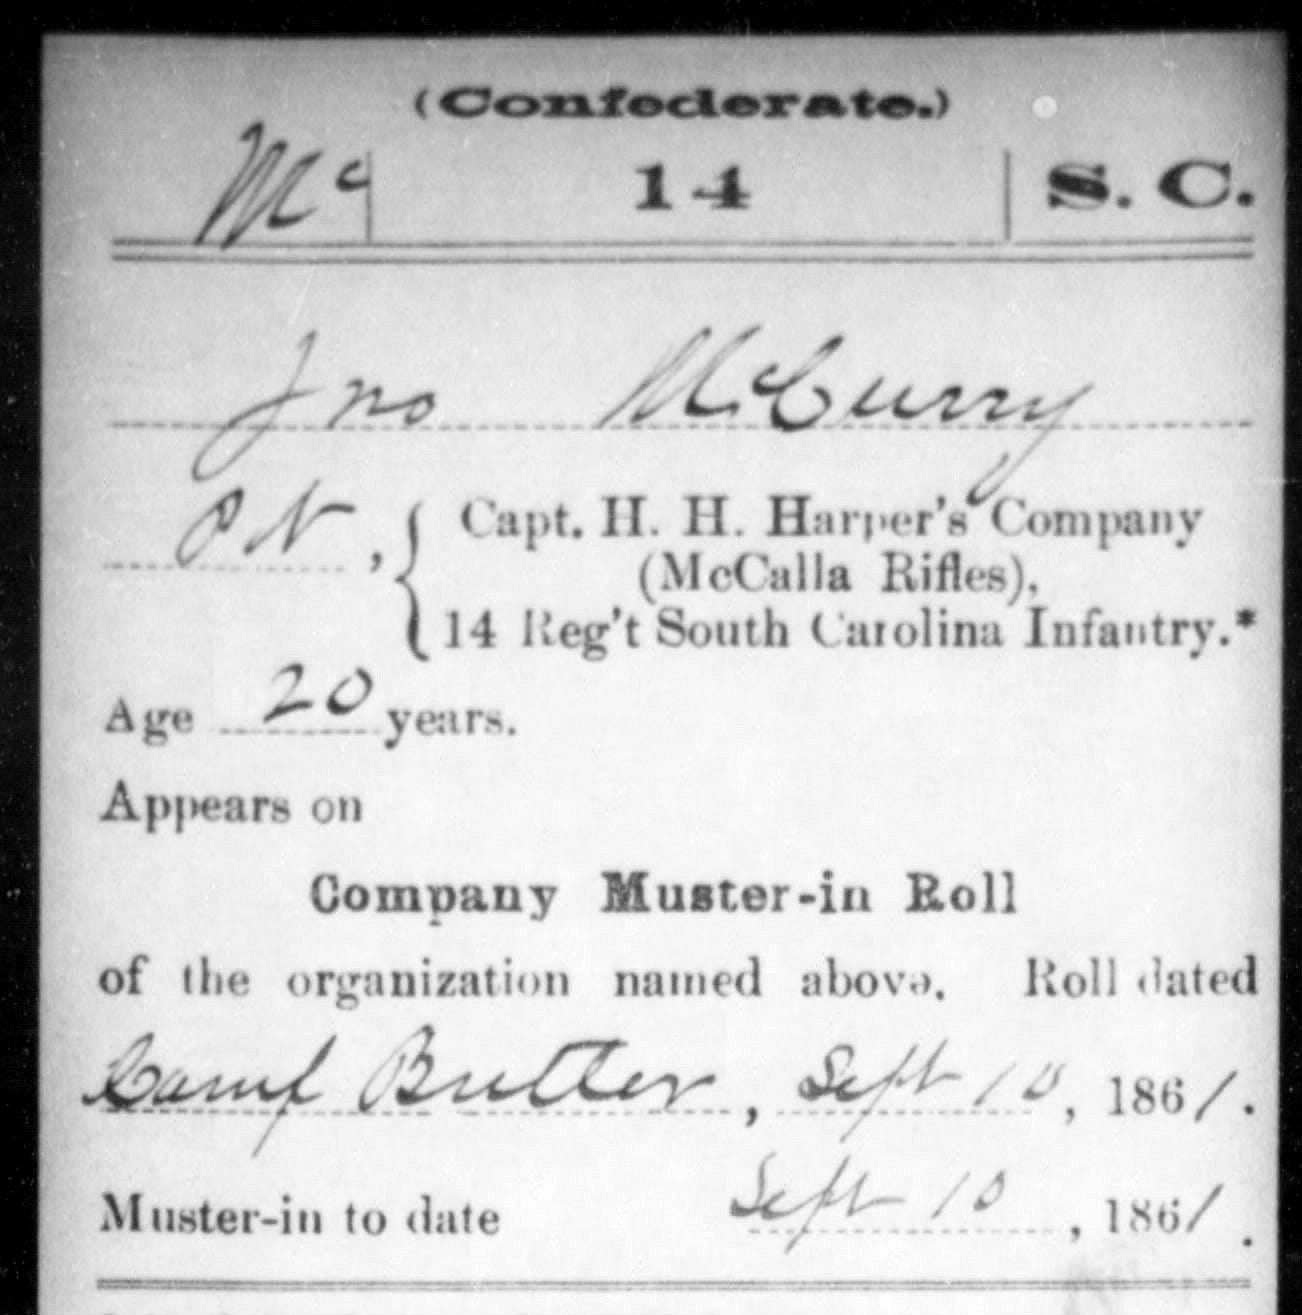 (Confederate.)
Mc | 14 | S. C.
Jno McCurry
Capt. H. H. Harper's Company
(McCalla Rifles),
14 Reg't South Carolina Infantry.*
Age 20 years.
Appears on
Company Muster-in Roll
of the organization named above. Roll dated
Camp Butler, Sept 10, 1861.
Muster-in to date Sept 10, 1861.